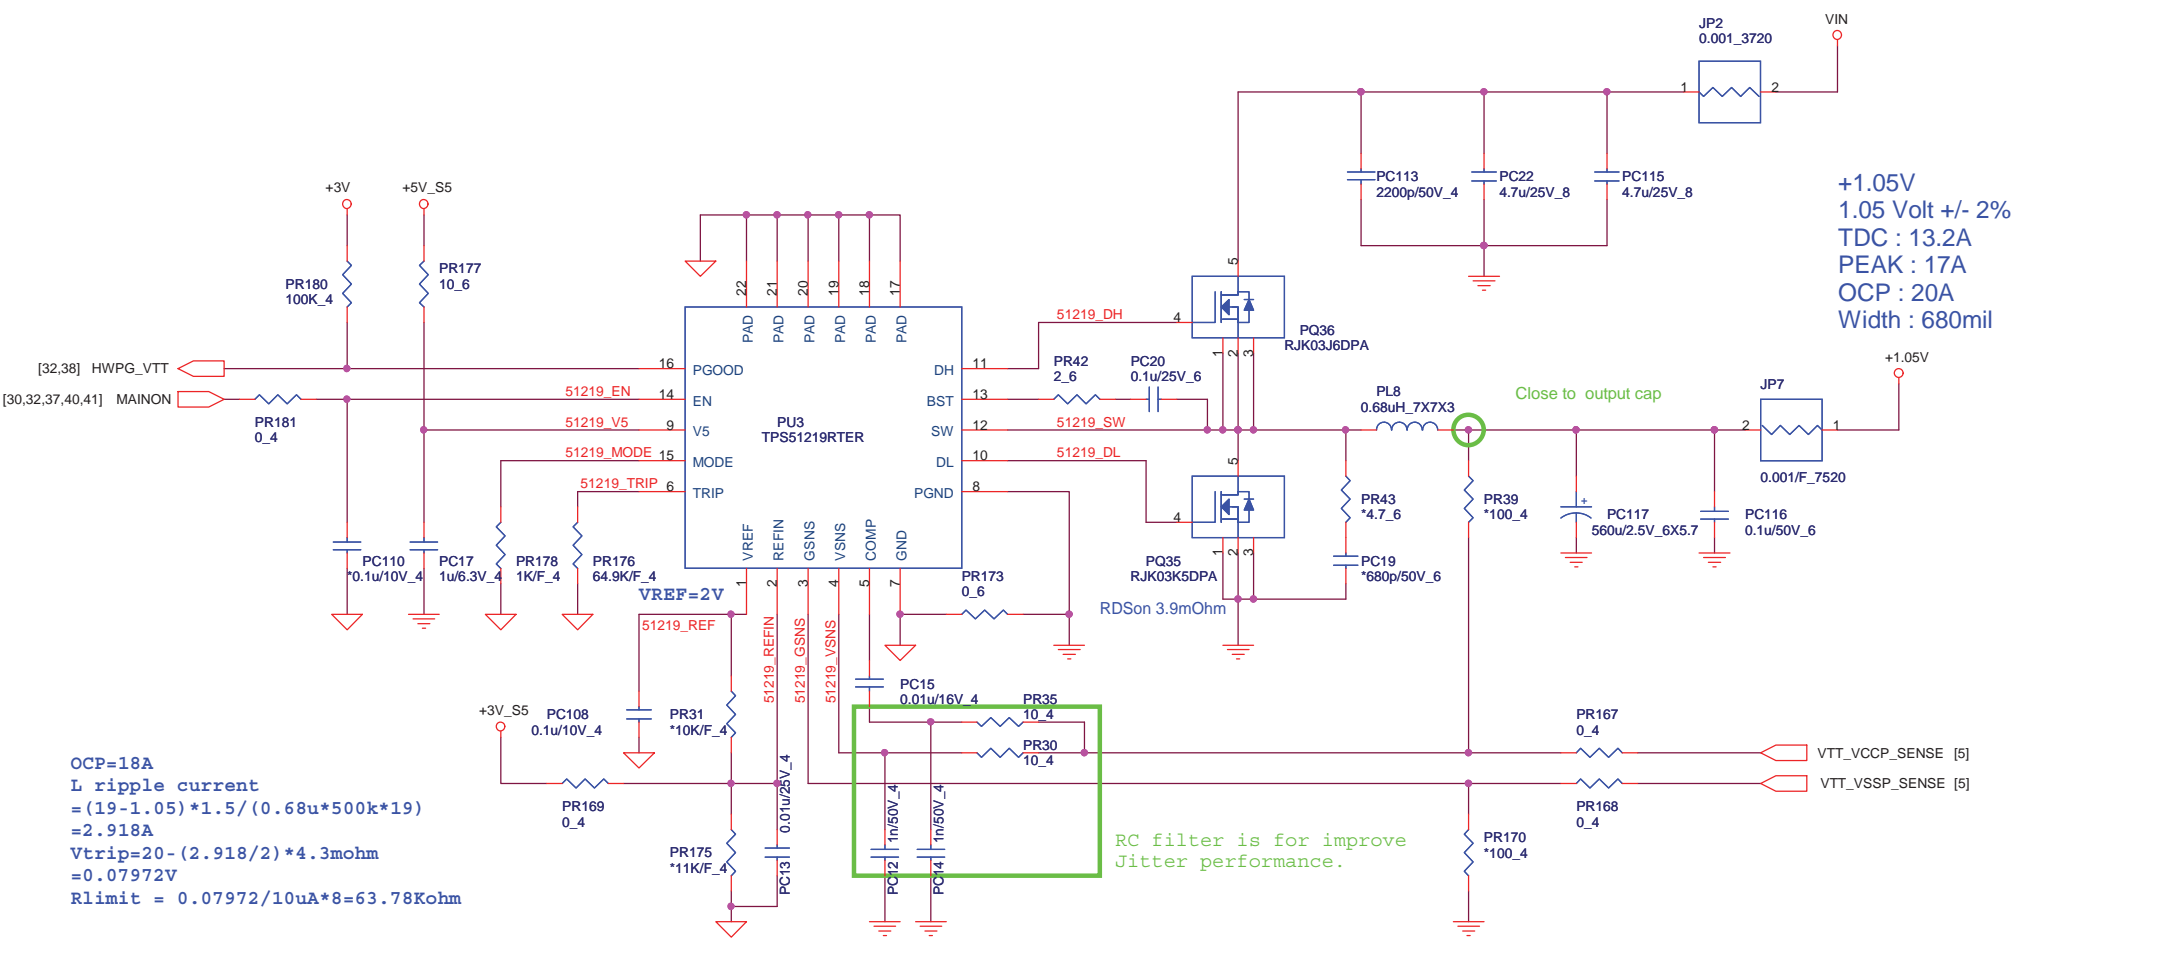 JP2
0.001_3720
VIN
1
2
PC113
2200p/50V_4
PC22
4.7u/25V_8
PC115
4.7u/25V_8
+1.05V
1.05 Volt +/- 2%
TDC : 13.2A
PEAK : 17A
OCP : 20A
Width : 680mil
+3V
+5V_S5
PR180
100K_4
PR177
10_6
22
21
20
19
18
17
PAD
PAD
PAD
PAD
PAD
PAD
[32,38] HWPG_VTT
[30,32,37,40,41] MAINON
PR181
0_4
51219_EN
51219_V5
51219_MODE
51219_TRIP
16
14
9
15
6
PGOOD
EN
V5
MODE
TRIP
PU3
TPS51219RTER
DH
BST
SW
DL
PGND
11
13
12
10
8
VREF
REFIN
GSNS
VSNS
COMP
GND
1
2
3
4
5
7
51219_DH
51219_SW
51219_DL
PR42
2_6
PC20
0.1u/25V_6
5
4
1
2
3
PQ36
RJK03J6DPA
5
4
1
2
3
PQ35
RJK03K5DPA
RDSon 3.9mOhm
PL8
0.68uH_7X7X3
Close to output cap
JP7
2
1
0.001/F_7520
+1.05V
PR43
*4.7_6
PC19
*680p/50V_6
PR39
*100_4
+
PC117
560u/2.5V_6X5.7
PC116
0.1u/50V_6
PC110
*0.1u/10V_4
PC17
1u/6.3V_4
PR178
1K/F_4
PR176
64.9K/F_4
VREF=2V
51219_REF
51219_REFIN
51219_GSNS
51219_VSNS
PR173
0_6
+3V_S5
PC108
0.1u/10V_4
PR31
*10K/F_4
PR169
0_4
PR175
*11K/F_4
PC13
0.01u/25V_4
PC15
0.01u/16V_4
PR35
10_4
PR30
10_4
PC12
1n/50V_4
PC14
1n/50V_4
RC filter is for improve
Jitter performance.
PR167
0_4
PR168
0_4
VTT_VCCP_SENSE [5]
VTT_VSSP_SENSE [5]
PR170
*100_4
OCP=18A
L ripple current
=(19-1.05)*1.5/(0.68u*500k*19)
=2.918A
Vtrip=20-(2.918/2)*4.3mohm
=0.07972V
Rlimit = 0.07972/10uA*8=63.78Kohm